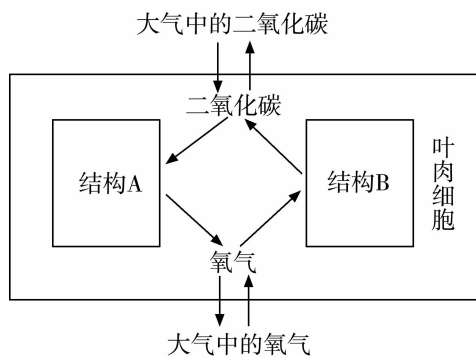 大气中的二氧化碳
二氧化碳
结构A
结构B
叶肉细胞
氧气
大气中的氧气